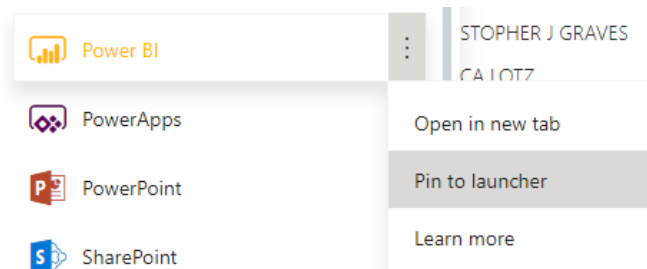 Power BI
STOPHER J GRAVES
CA LOTZ
PowerApps
Open in new tab
P
PowerPoint
Pin to launcher
S
SharePoint
Learn more